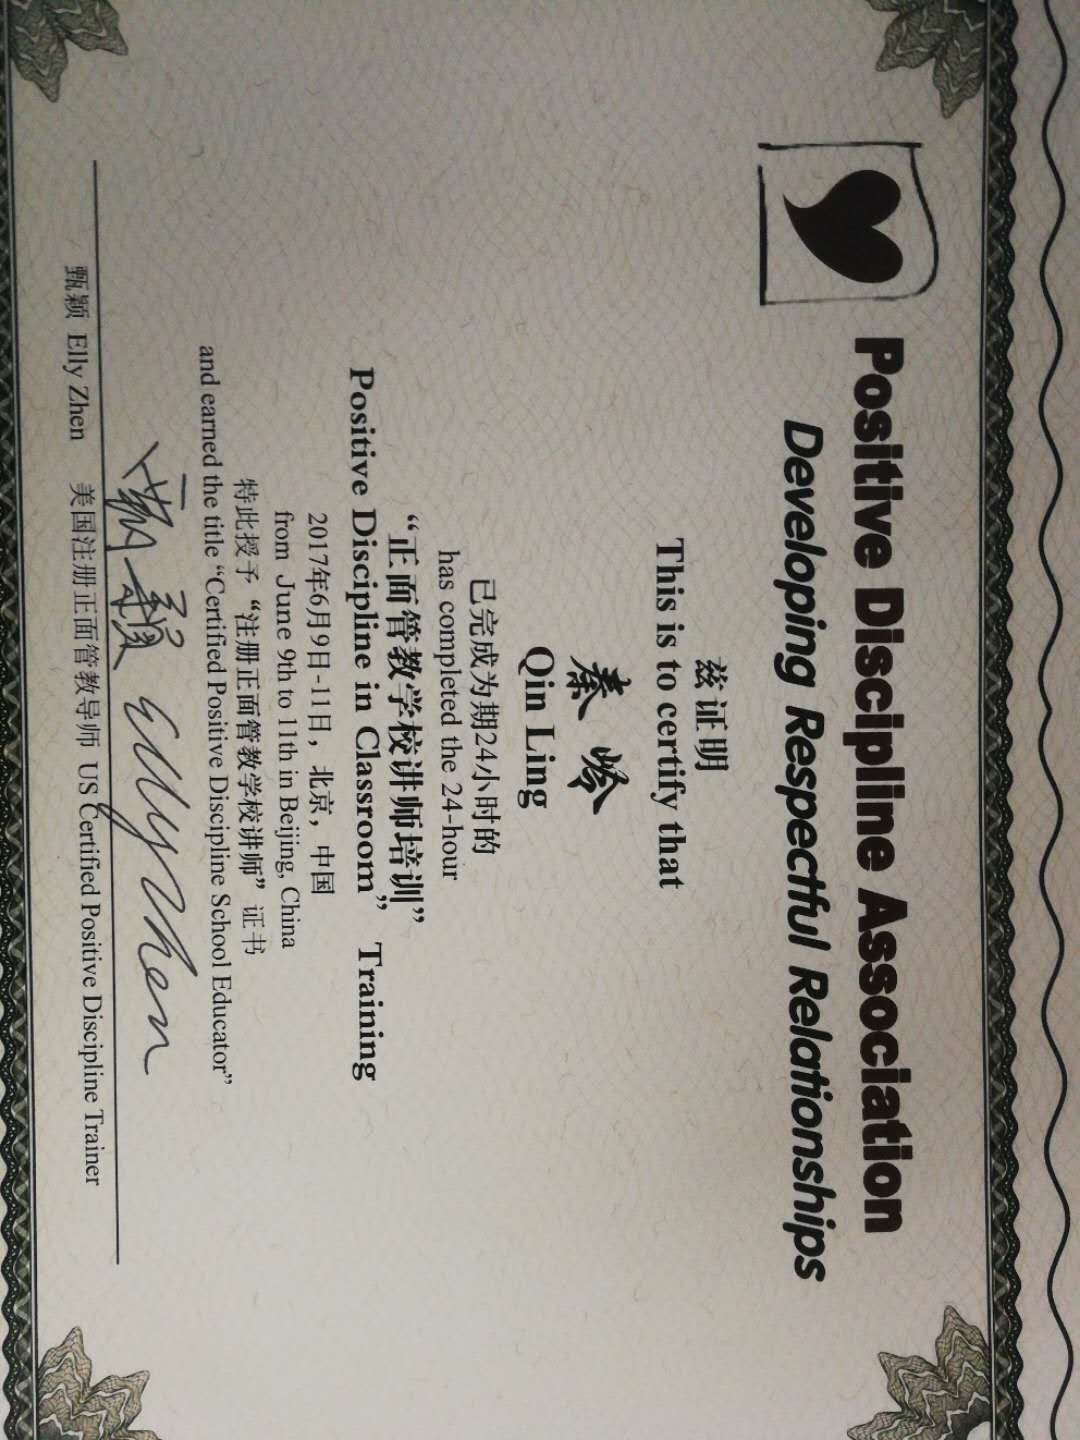 Positive Discipline Association
Developing Respectful Relationships
兹证明
This is to certify that
秦 岭
Qin Ling
已完成为期24小时的
has completed the 24-hour
“正面管教学校讲师培训”
Positive Discipline in Classroom” Training
2017年6月9日-11日，北京，中国
from June 9th to 11th in Beijing, China
特此授予“注册正面管教学校讲师”证书
and earned the title “Certified Positive Discipline School Educator”
甄颖 Elly Zhen
甄颖 Elly Zhen 美国注册正面管教导师 US Certified Positive Discipline Trainer